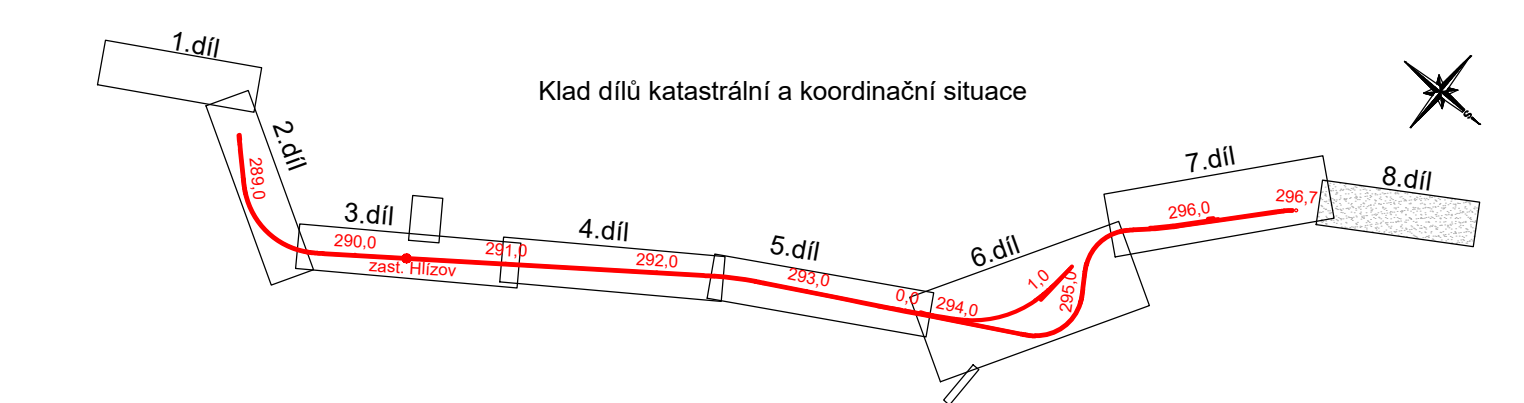 1.díl
Klad dílů katastrální a koordinační situace
S
2.díl
289,0
3.díl
290,0
zast. Hlízov
291,0
4.díl
292,0
5.díl
293,0
0,0
294,0
6.díl
1,0
295,0
7.díl
296,0
296,7
8.díl